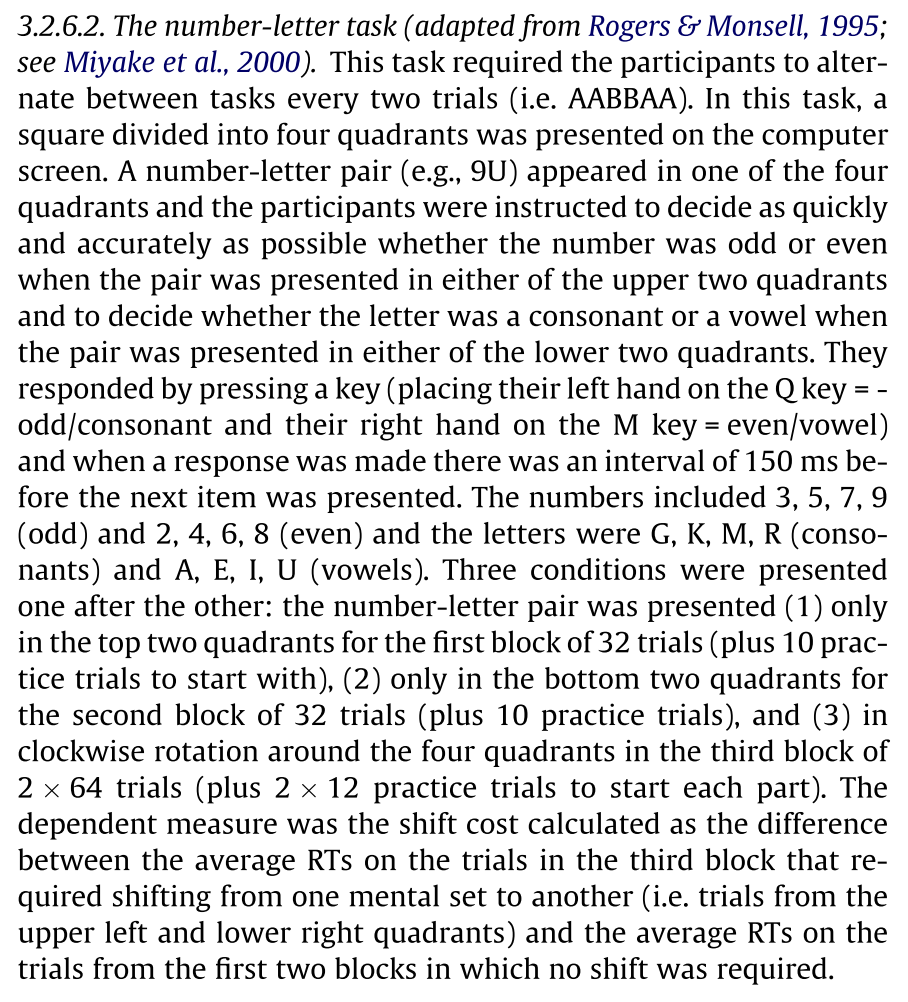 3.2.6.2. The number-letter task (adapted from Rogers & Monsell, 1995;
see Miyake et al., 2000). This task required the participants to alter-
nate between tasks every two trials (i.e. AABBAA). In this task, a
square divided into four quadrants was presented on the computer
screen. A number-letter pair (e.g., 9U) appeared in one of the four
quadrants and the participants were instructed to decide as quickly
and accurately as possible whether the number was odd or even
when the pair was presented in either of the upper two quadrants
and to decide whether the letter was a consonant or a vowel when
the pair was presented in either of the lower two quadrants. They
responded by pressing a key (placing their left hand on the Q key = -
odd/consonant and their right hand on the M key = even/vowel)
and when a response was made there was an interval of 150 ms be-
fore the next item was presented. The numbers included 3, 5, 7, 9
(odd) and 2, 4, 6, 8 (even) and the letters were G, K, M, R (conso-
nants) and A, E, I, U (vowels). Three conditions were presented
one after the other: the number-letter pair was presented (1) only
in the top two quadrants for the first block of 32 trials (plus 10 prac-
tice trials to start with), (2) only in the bottom two quadrants for
the second block of 32 trials (plus 10 practice trials), and (3) in
clockwise rotation around the four quadrants in the third block of
2 × 64 trials (plus 2 × 12 practice trials to start each part). The
dependent measure was the shift cost calculated as the difference
between the average RTs on the trials in the third block that re-
quired shifting from one mental set to another (i.e. trials from the
upper left and lower right quadrants) and the average RTs on the
trials from the first two blocks in which no shift was required.